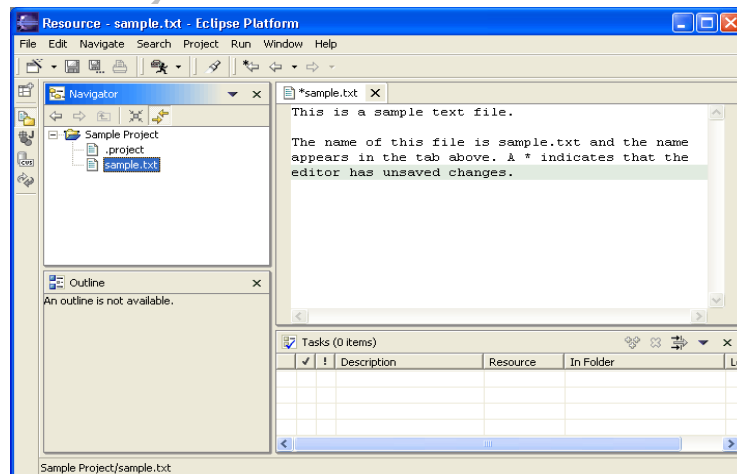 Resource - sample.txt - Eclipse Platform
File Edit Navigate Search Project Run Window Help
Navigator
*sample.txt
Sample Project
.project
sample.txt
This is a sample text file.
The name of this file is sample.txt and the name
appears in the tab above. A * indicates that the
editor has unsaved changes.
Outline
An outline is not available.
Tasks (0 items)
! Description Resource In Folder
Sample Project/sample.txt